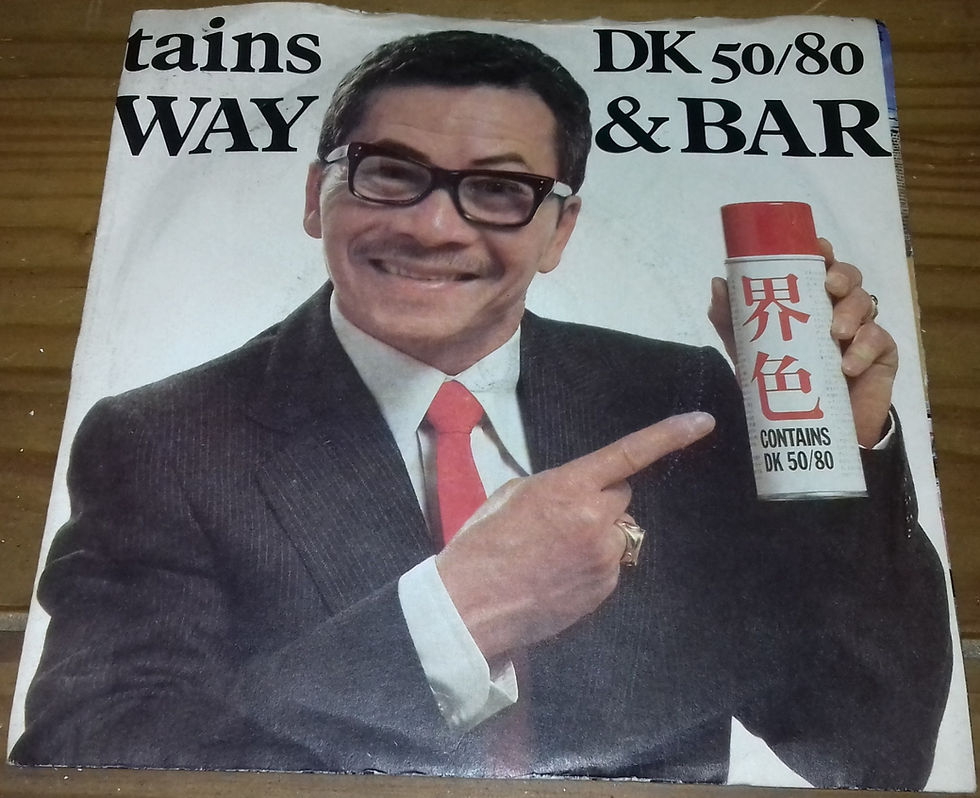 tains DK 50/80
WAY & BAR
界
色
CONTAINS
DK 50/80